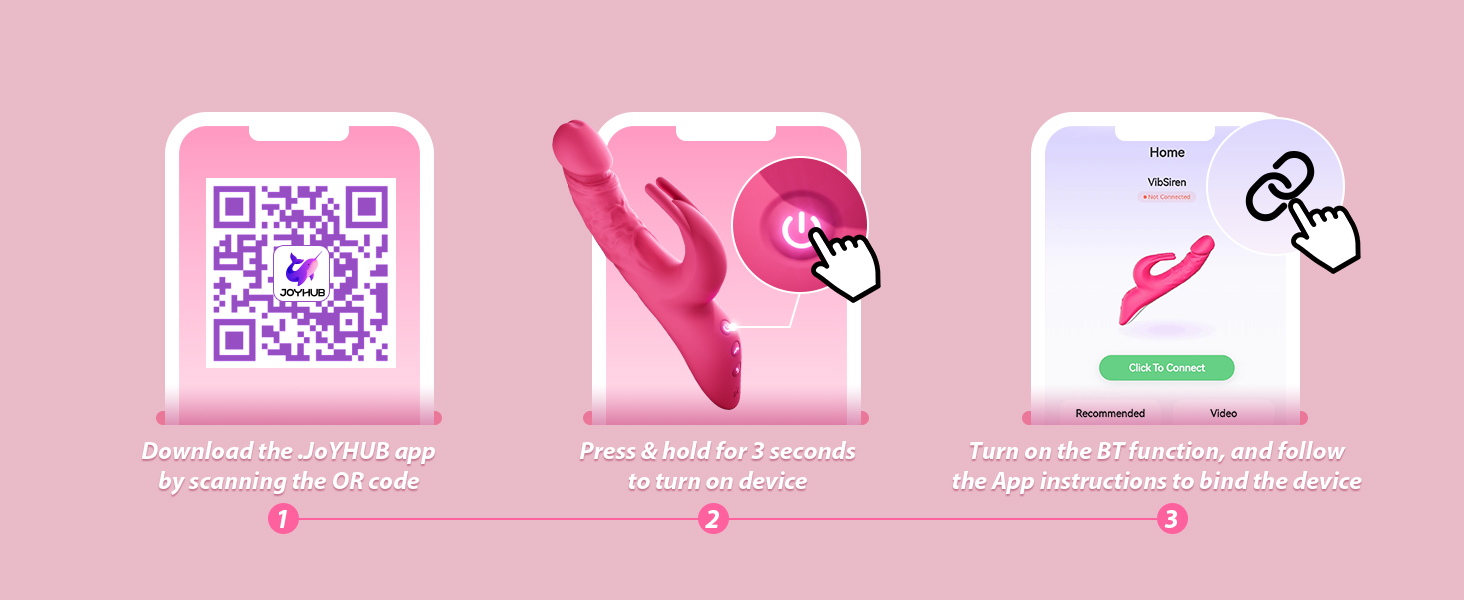 JOYHUB
Download the .JoYHUB app
by scanning the OR code
1
Press & hold for 3 seconds
to turn on device
2
Home
VibSiren
Not Connected
Click To Connect
Recommended
Video
Turn on the BT function, and follow
the App instructions to bind the device
3